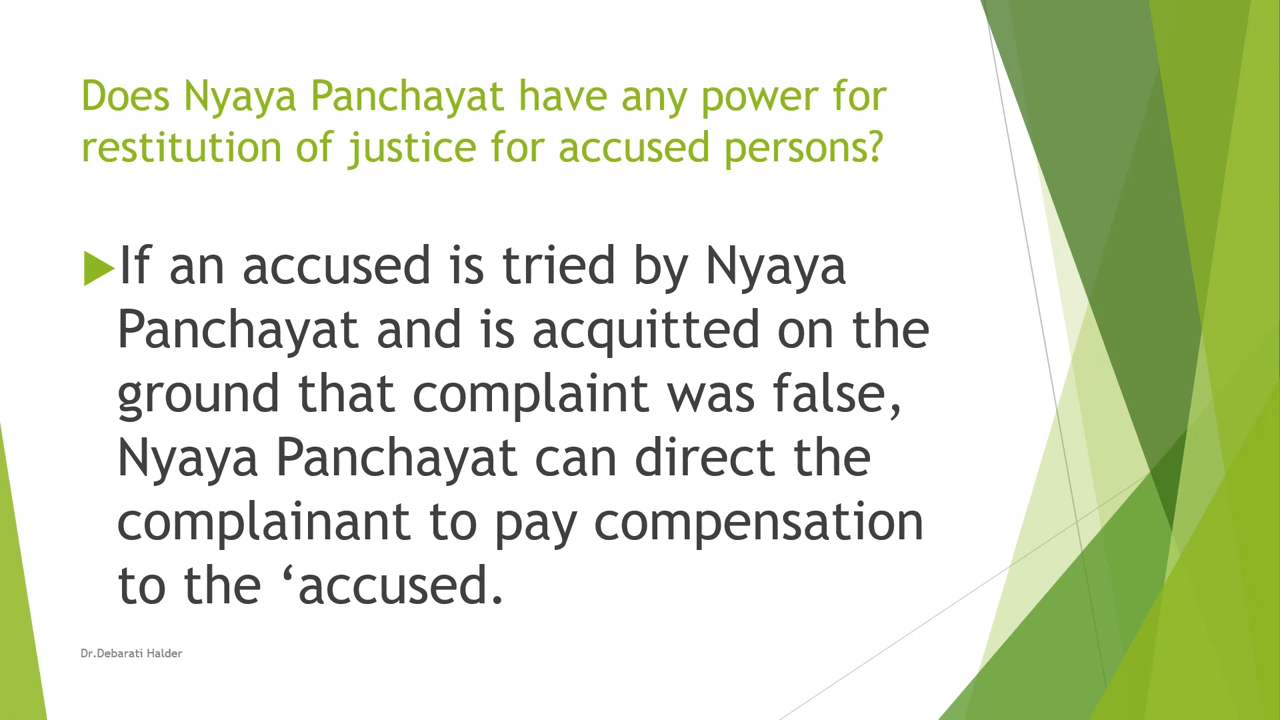 Does Nyaya Panchayat have any power for
restitution of justice for accused persons?
If an accused is tried by Nyaya
Panchayat and is acquitted on the
ground that complaint was false,
Nyaya Panchayat can direct the
complainant to pay compensation
to the ‘accused.
Dr.Debarati Halder